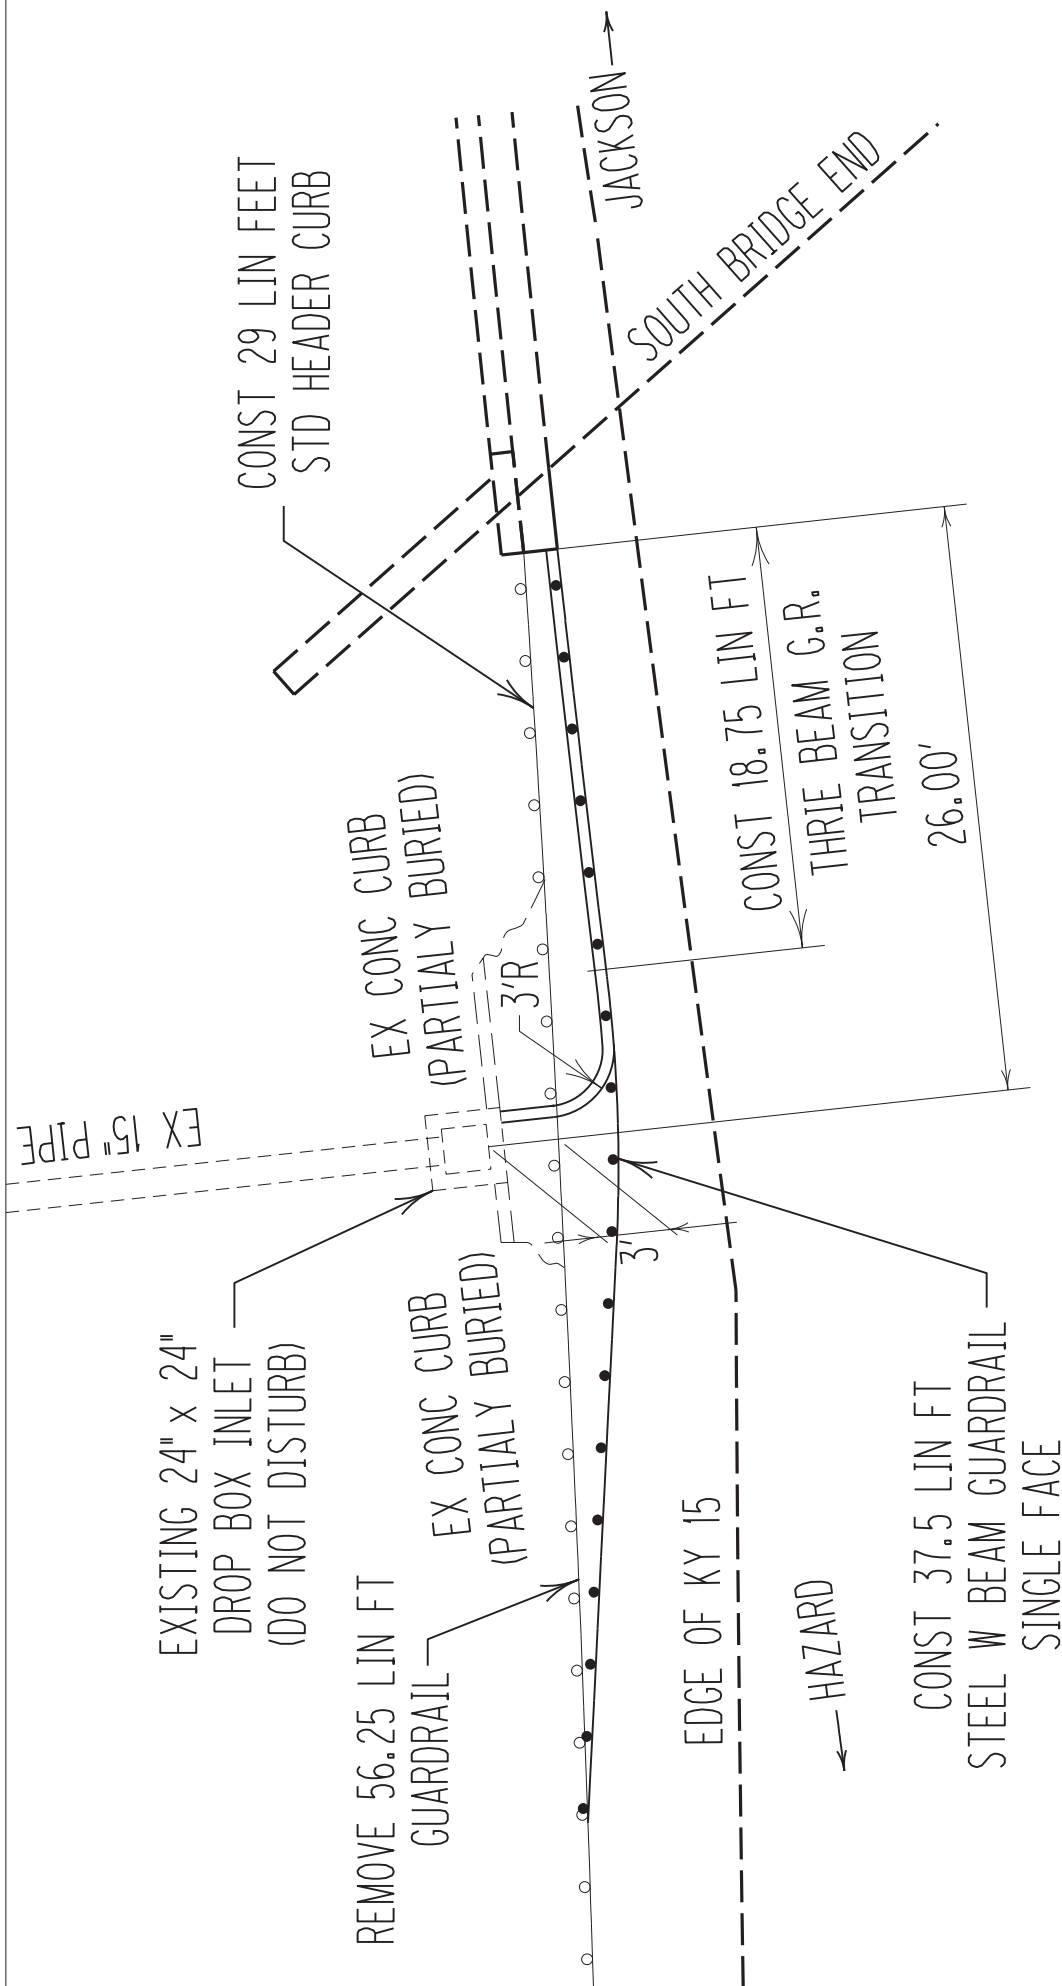 EXISTING 24" x 24"
DROP BOX INLET
(DO NOT DISTURB)
EX 15" PIPE
CONST 29 LIN FEET
STD HEADER CURB
REMOVE 56.25 LIN FT
GUARDRAIL
EX CONC CURB
(PARTIALY BURIED)
EX CONC CURB
(PARTIALY BURIED)
3'R
3'
JACKSON
SOUTH BRIDGE END
EDGE OF KY 15
CONST 18.75 LIN FT
THRIE BEAM G.R.
TRANSITION
26.00'
HAZARD
CONST 37.5 LIN FT
STEEL W BEAM GUARDRAIL
SINGLE FACE